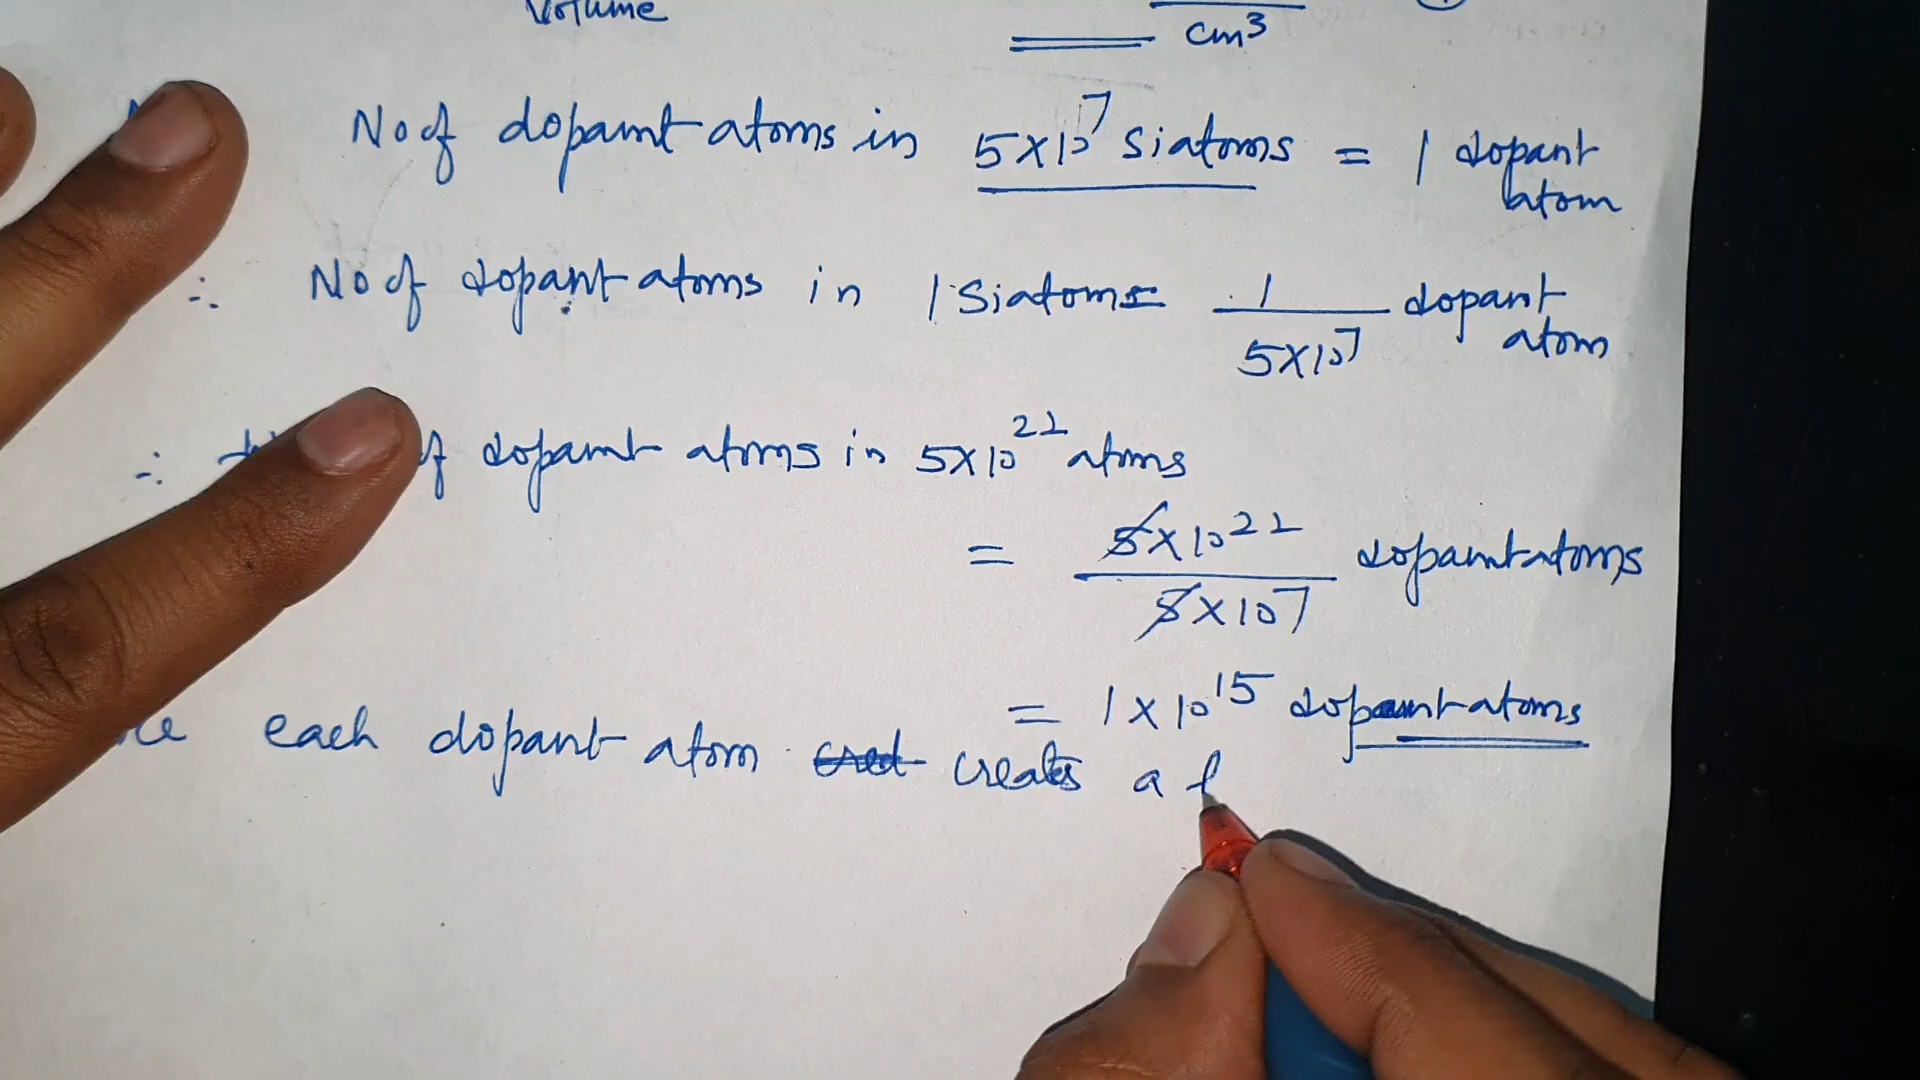 Volume cm³
No of dopant atoms in 5×10⁷ Si atoms = 1 dopant atom
∴ No of dopant atoms in 1 Si atoms = 1 / 5×10⁷ dopant atom
∴ of dopant atoms in 5×10²² atoms
= 5×10²² / 5×10⁷ dopant atoms
= 1×10¹⁵ dopant atoms
each dopant atom creates a